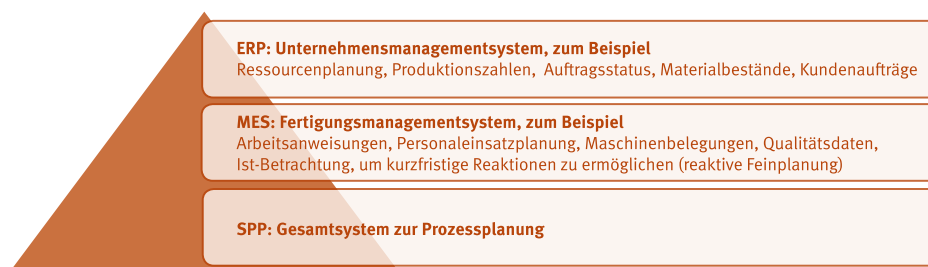 ERP: Unternehmensmanagementsystem, zum Beispiel
Ressourcenplanung, Produktionszahlen, Auftragsstatus, Materialbestände, Kundenaufträge
MES: Fertigungsmanagementsystem, zum Beispiel
Arbeitsanweisungen, Personaleinsatzplanung, Maschinenbelegungen, Qualitätsdaten,
Ist-Betrachtung, um kurzfristige Reaktionen zu ermöglichen (reaktive Feinplanung)
SPP: Gesamtsystem zur Prozessplanung